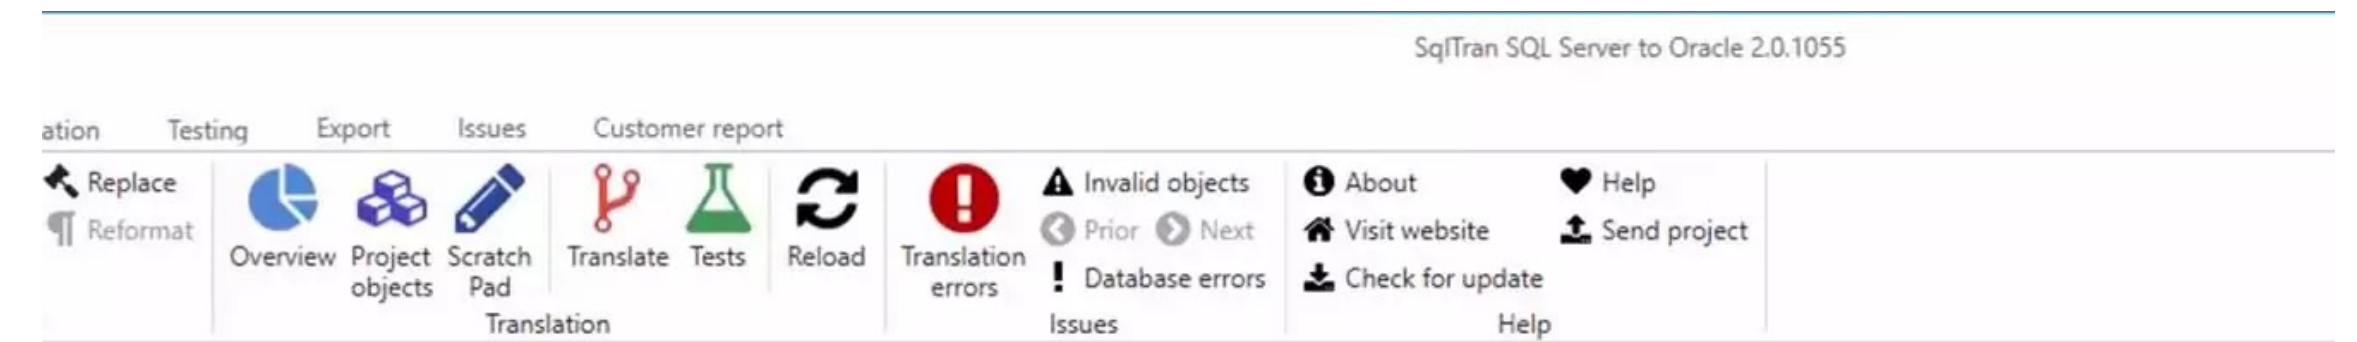 SqlTran SQL Server to Oracle 2.0.1055
ation Testing Export Issues Customer report
Replace
Reformat
Overview
Project objects
Scratch Pad
Translate
Tests
Reload
Translation
Translation errors
Invalid objects
Prior Next
Database errors
Issues
About
Visit website
Check for update
Help
Send project
Help